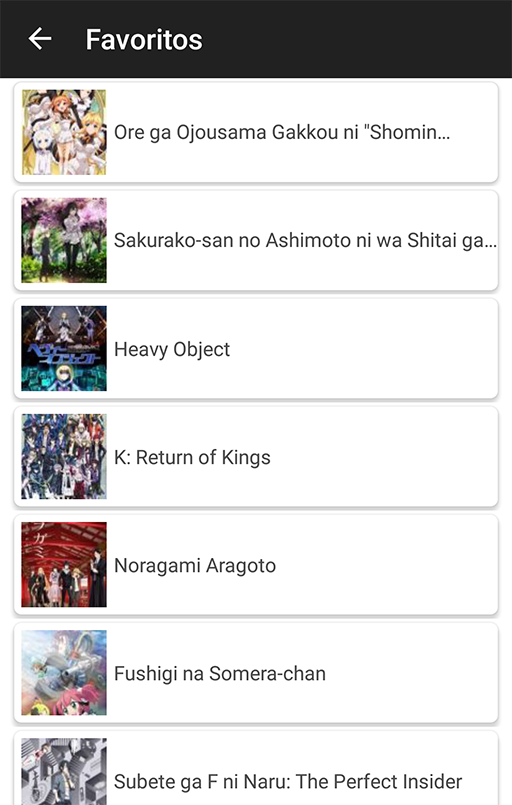 Favoritos
Ore ga Ojousama Gakkou ni "Shomin...
Sakurako-san no Ashimoto ni wa Shitai ga...
Heavy Object
K: Return of Kings
Noragami Aragoto
Fushigi na Somera-chan
Subete ga F ni Naru: The Perfect Insider